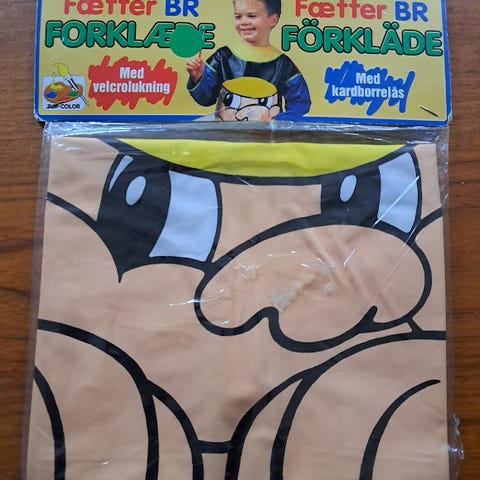 Fætter BR
FORKLÆDE
Med
velcrolukning
Fætter BR
FÖRKLÄDE
Med
kardborrelås